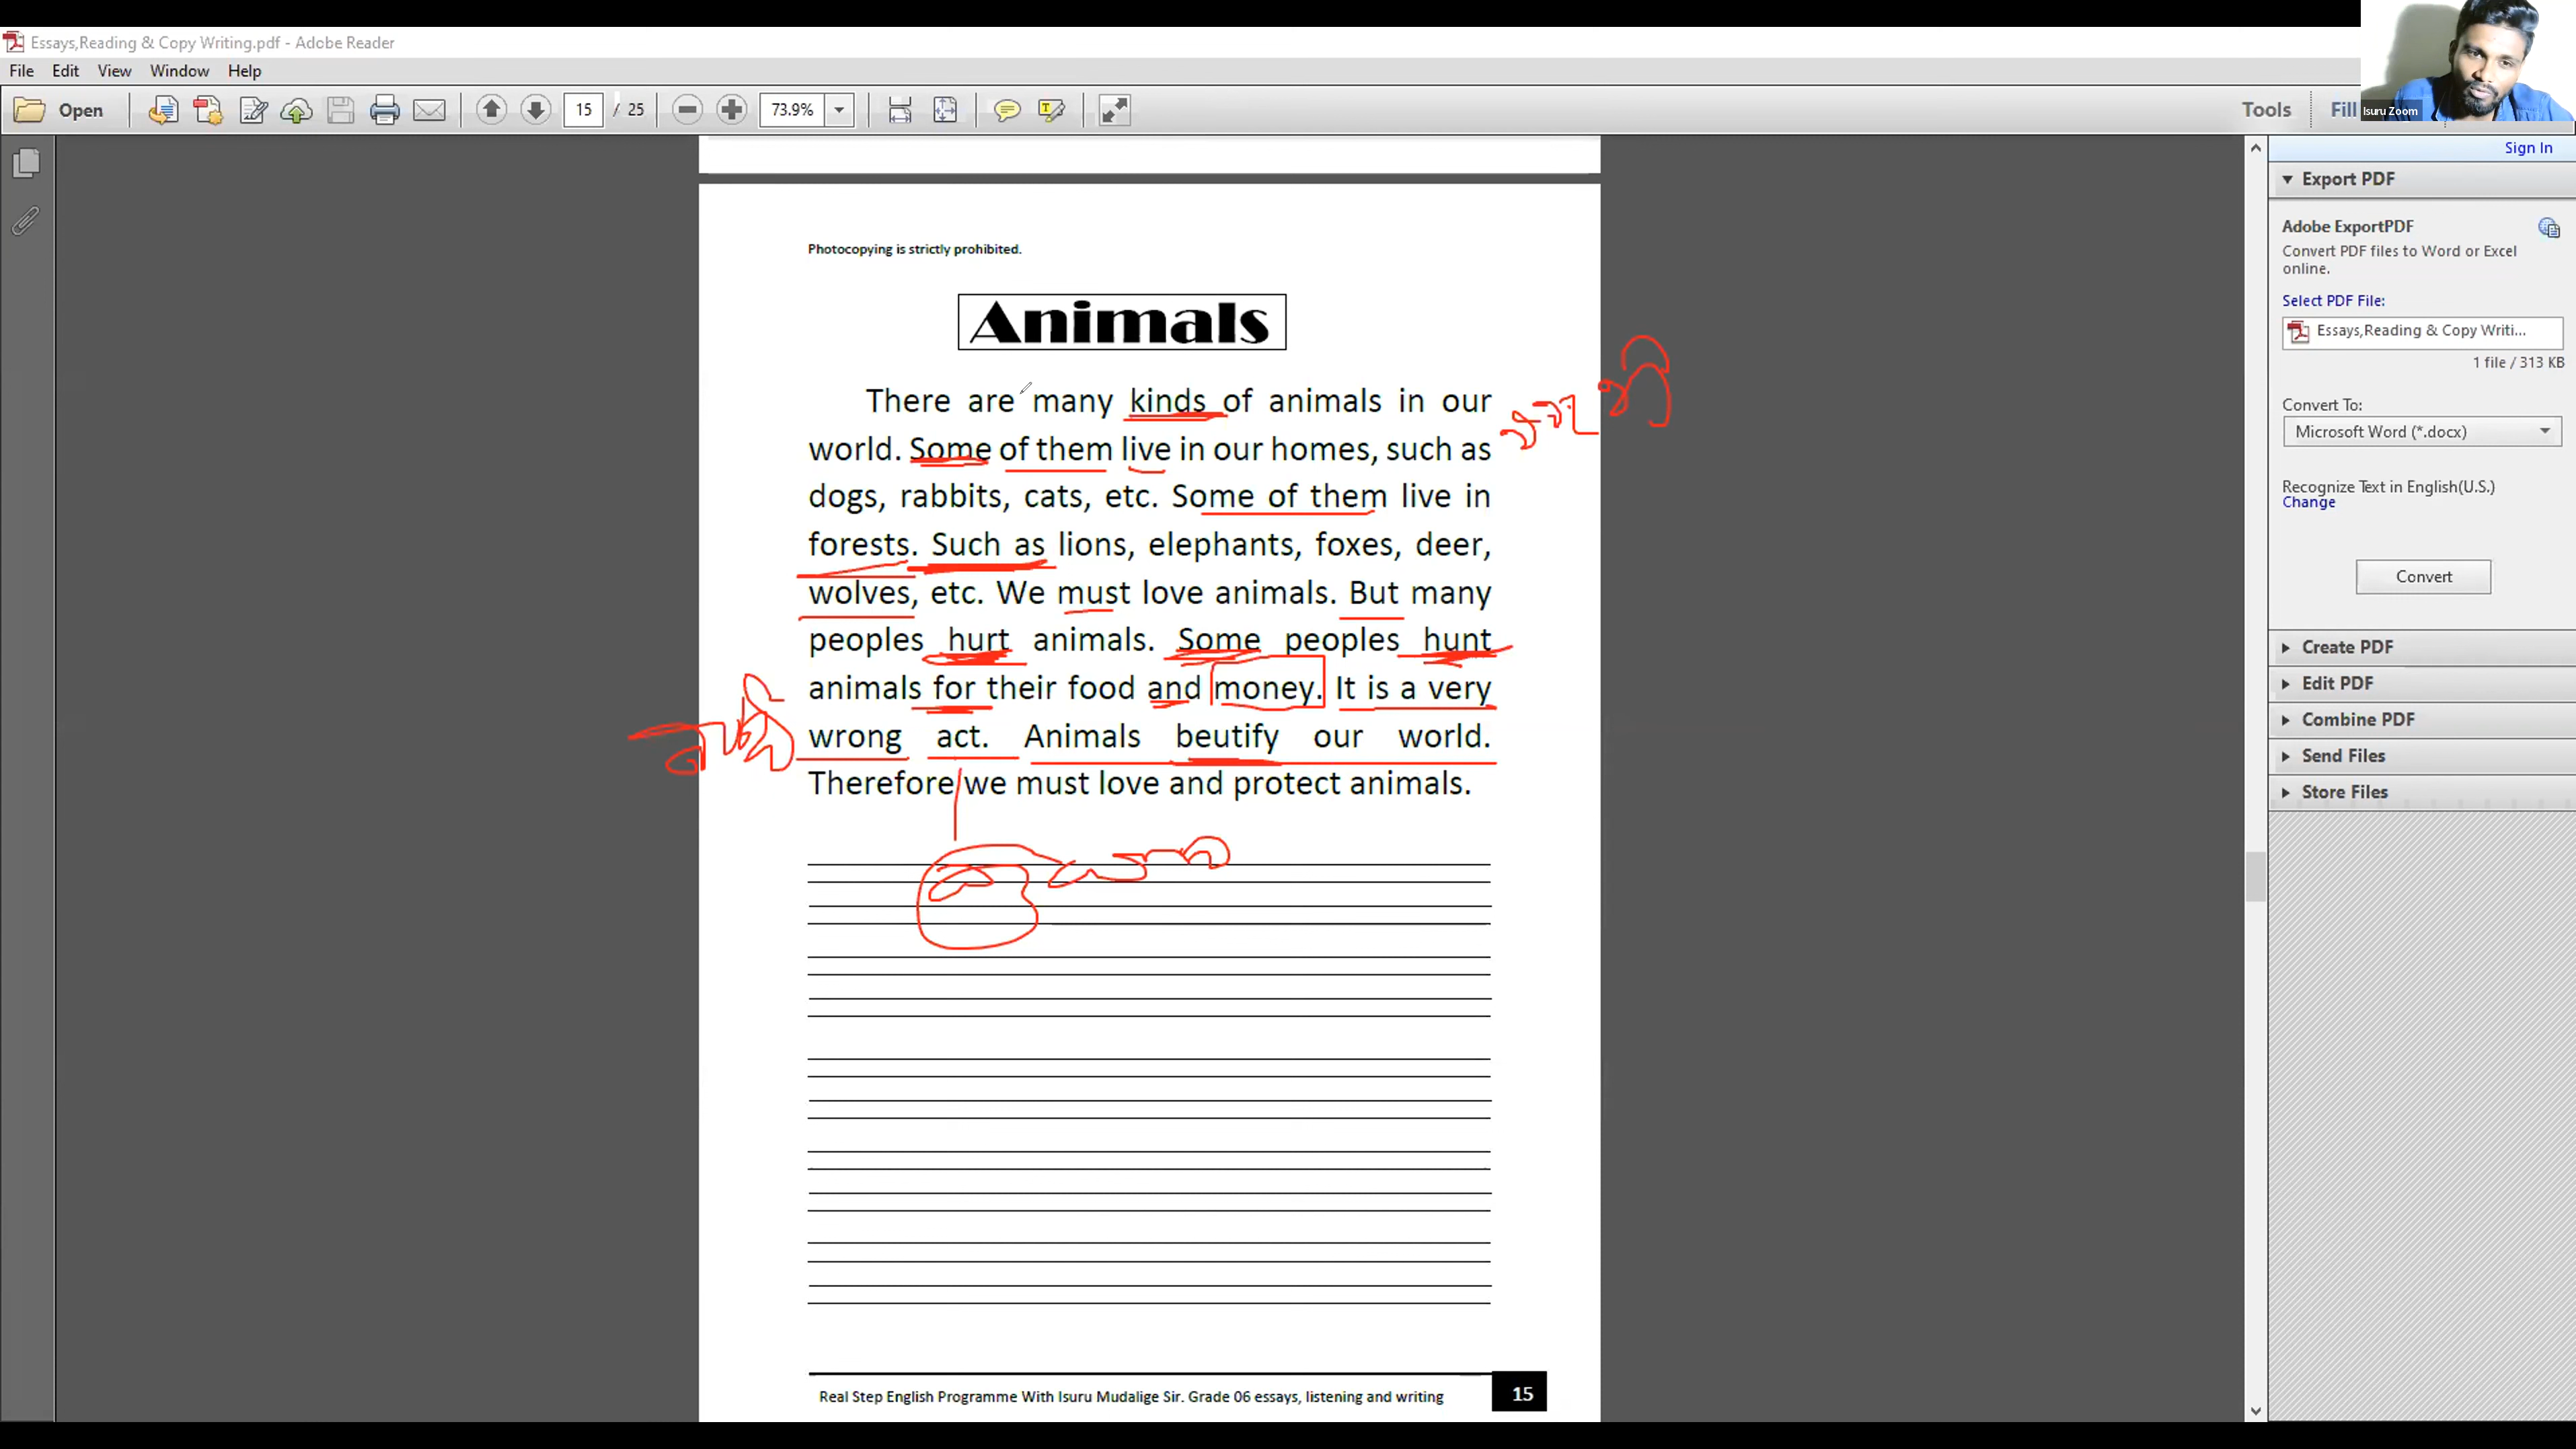 Essays,Reading & Copy Writing.pdf - Adobe Reader
File Edit View Window Help
Open 15 / 25 73.9% Tools Fill
Isuru Zoom
Sign In
Export PDF
Adobe ExportPDF
Convert PDF files to Word or Excel
online.
Select PDF File:
Essays,Reading & Copy Writi...
1 file / 313 KB
Convert To:
Microsoft Word (*.docx)
Recognize Text in English(U.S.)
Change
Convert
Create PDF
Edit PDF
Combine PDF
Send Files
Store Files
Photocopying is strictly prohibited.
Animals
There are many kinds of animals in our
world. Some of them live in our homes, such as
dogs, rabbits, cats, etc. Some of them live in
forests. Such as lions, elephants, foxes, deer,
wolves, etc. We must love animals. But many
peoples hurt animals. Some peoples hunt
animals for their food and money. It is a very
wrong act. Animals beutify our world.
Therefore we must love and protect animals.
Real Step English Programme With Isuru Mudalige Sir. Grade 06 essays, listening and writing 15